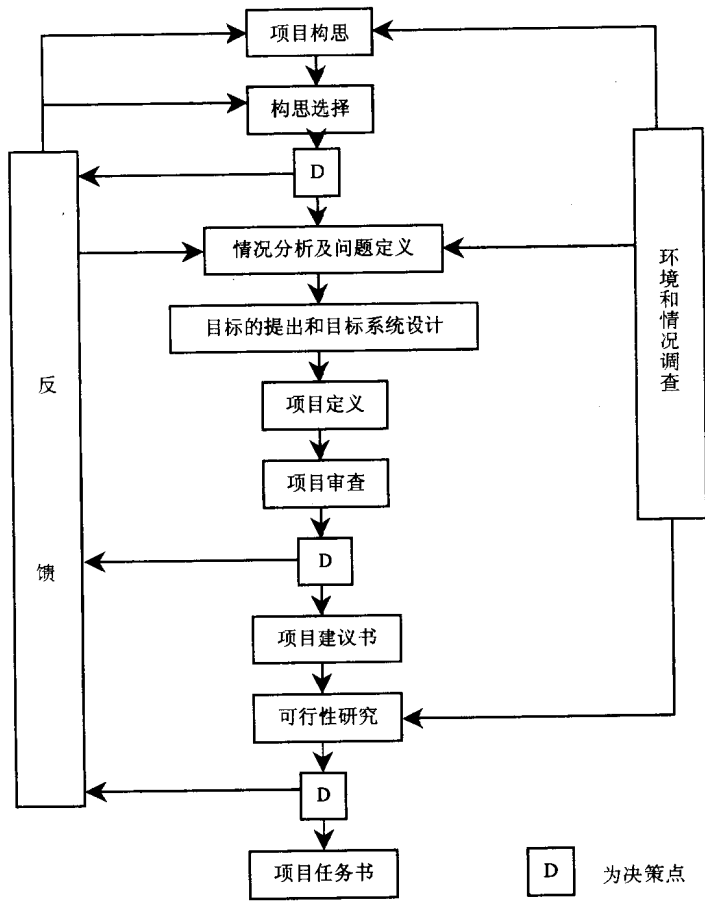 项目构思
构思选择
D
情况分析及问题定义
目标的提出和目标系统设计
项目定义
项目审查
D
项目建议书
可行性研究
D
项目任务书
反馈
环境和情况调查
D 为决策点